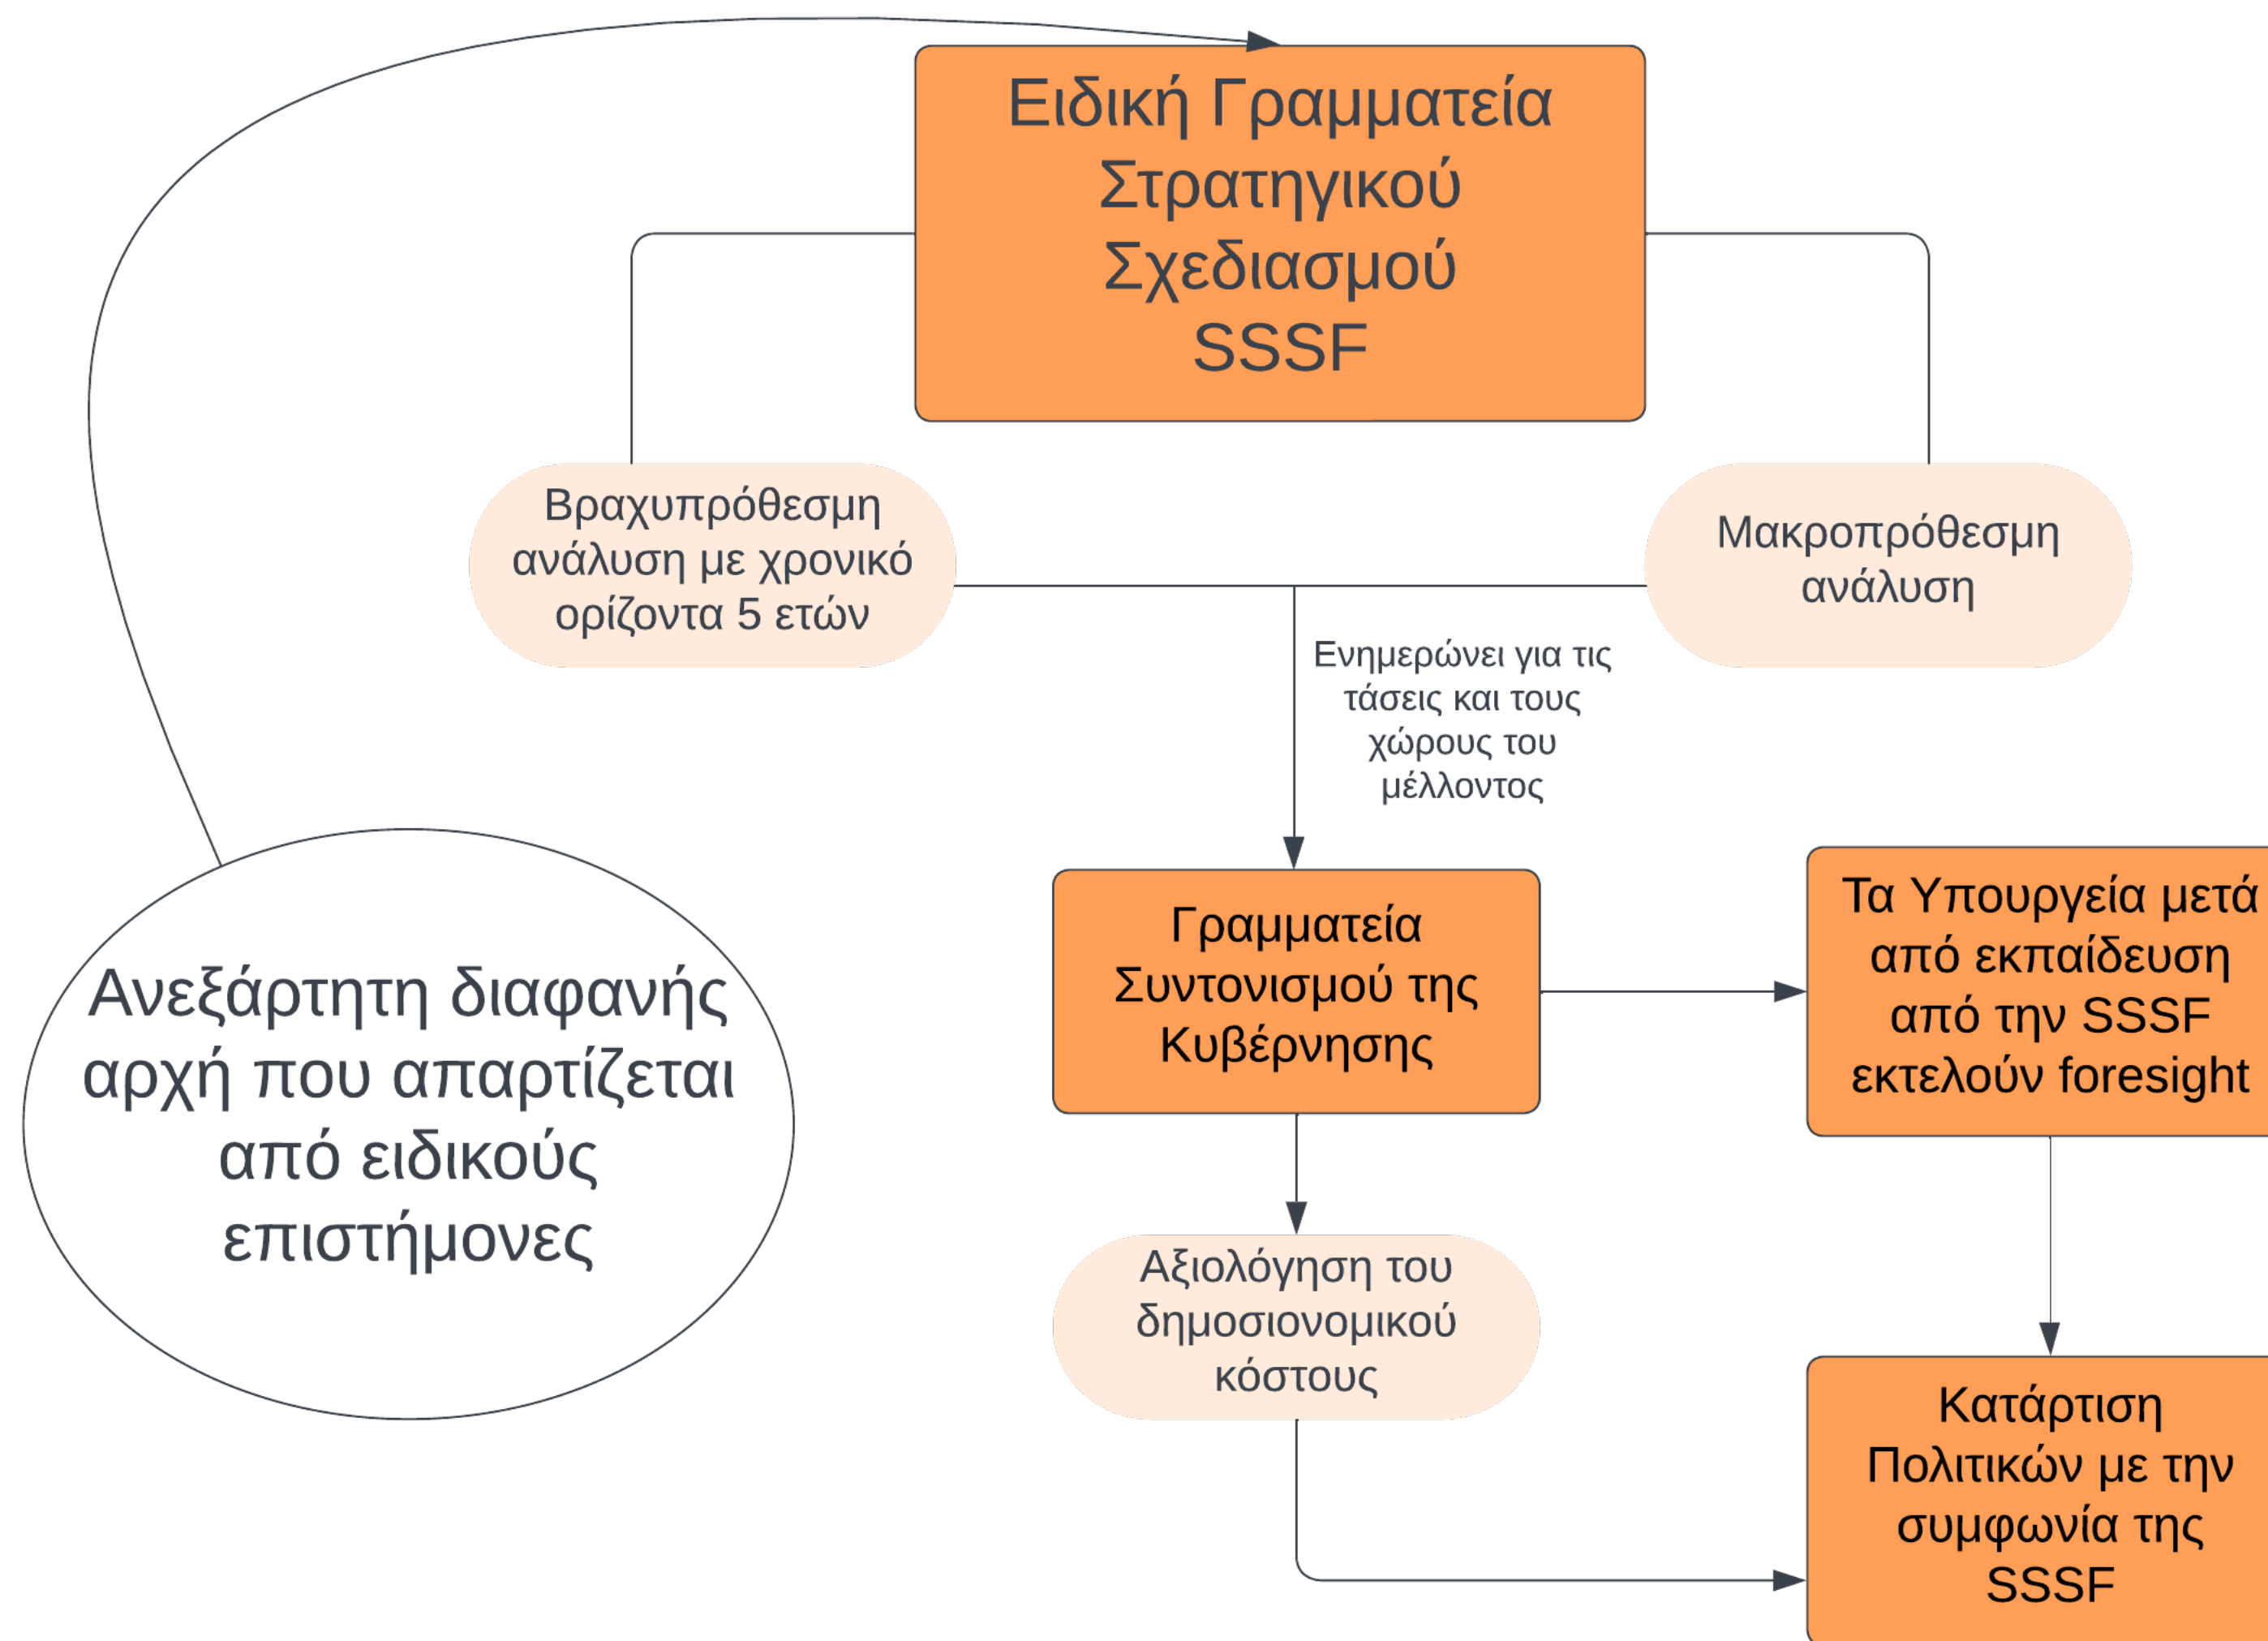 Ειδική Γραμματεία
Στρατηγικού
Σχεδιασμού
SSSF
Βραχυπρόθεσμη
ανάλυση με χρονικό
ορίζοντα 5 ετών
Μακροπρόθεσμη
ανάλυση
Ενημερώνει για τις
τάσεις και τους
χώρους του
μέλλοντος
Ανεξάρτητη διαφανής
αρχή που απαρτίζεται
από ειδικούς
επιστήμονες
Γραμματεία
Συντονισμού της
Κυβέρνησης
Τα Υπουργεία μετά
από εκπαίδευση
από την SSSF
εκτελούν foresight
Αξιολόγηση του
δημοσιονομικού
κόστους
Κατάρτιση
Πολιτικών με την
συμφωνία της
SSSF